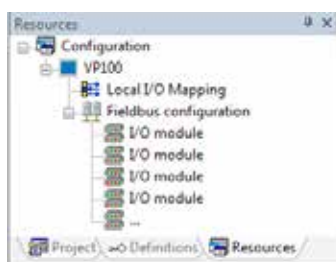 Resources
Configuration
VP100
Local I/O Mapping
Fieldbus configuration
I/O module
I/O module
I/O module
I/O module
...
Project Definitions Resources